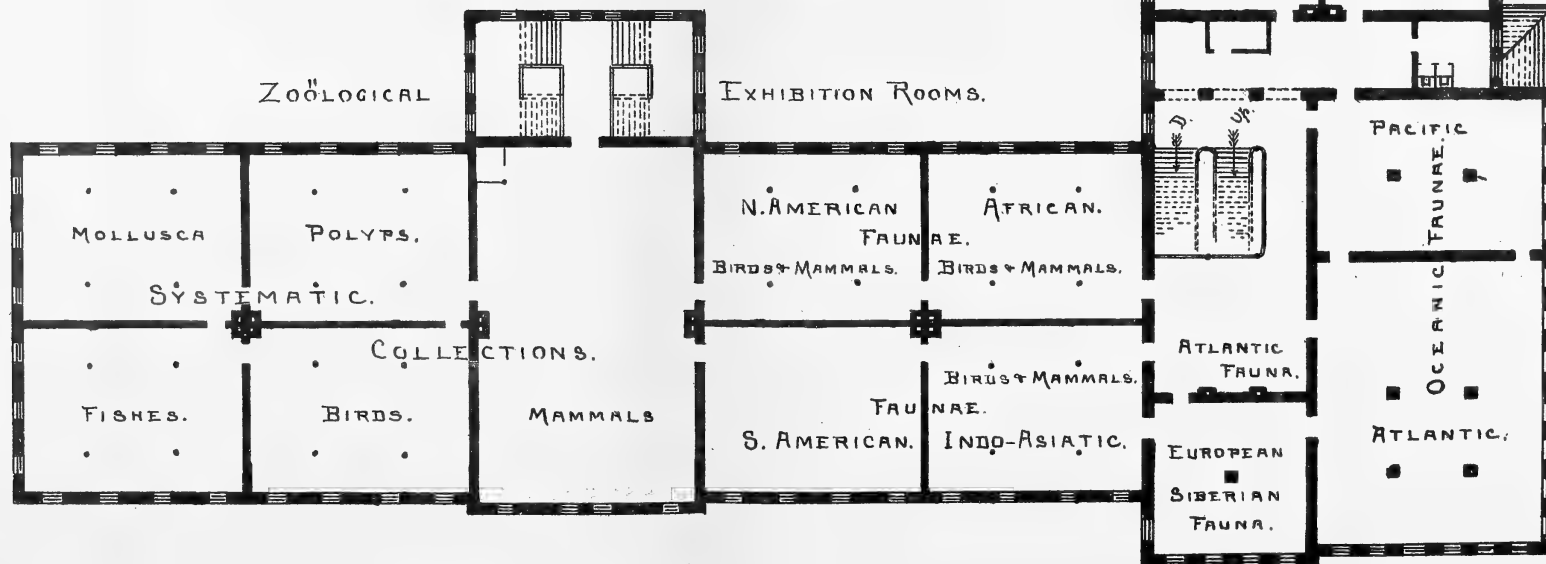 ZOÖLOGICAL EXHIBITION ROOMS.
D. Up.
PACIFIC
OCEANIC FAUNAE.
MOLLUSCA
POLYPS.
SYSTEMATIC.
COLLECTIONS.
FISHES.
BIRDS.
MAMMALS
N. AMERICAN
AFRICAN.
FAUNAE.
BIRDS & MAMMALS.
BIRDS & MAMMALS.
BIRDS & MAMMALS.
FAUNAE.
S. AMERICAN.
INDO-ASIATIC.
ATLANTIC
FAUNA.
EUROPEAN
SIBERIAN
FAUNA.
ATLANTIC.